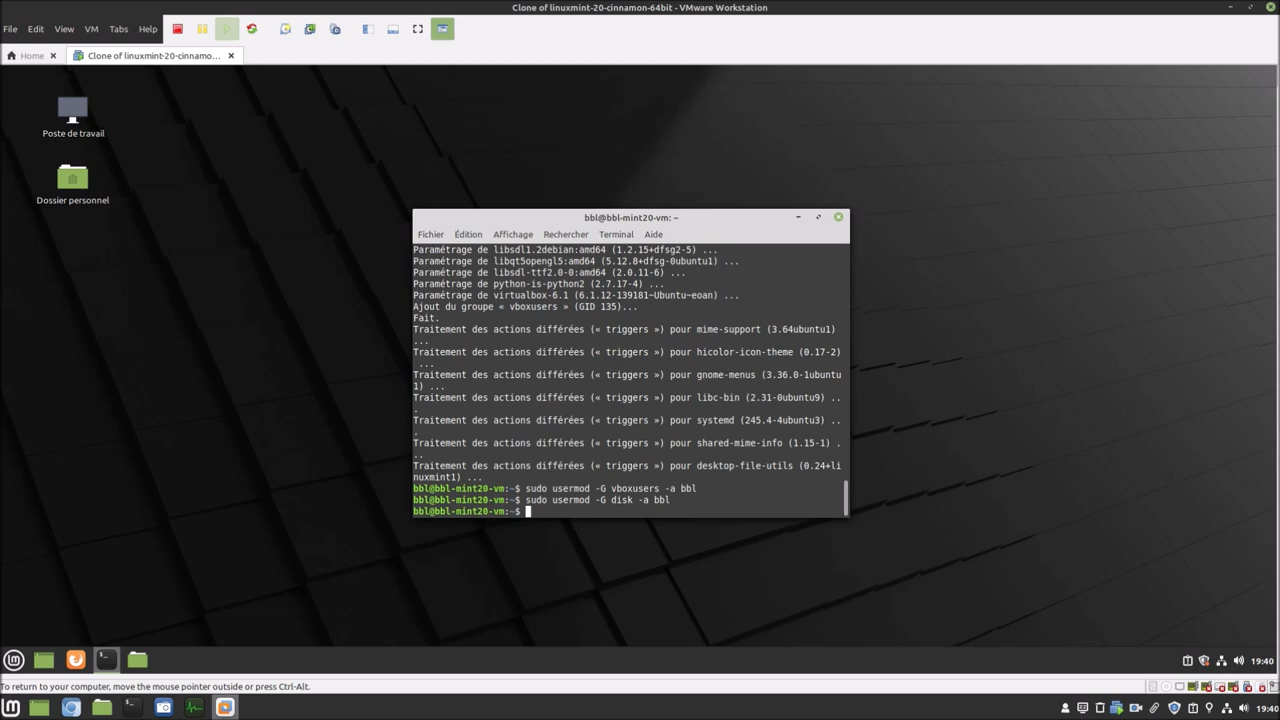 Clone of linuxmint-20-cinnamon-64bit - VMware Workstation
File Edit View VM Tabs Help
Home
Clone of linuxmint-20-cinnamo...
Poste de travail
Dossier personnel
bbl@bbl-mint20-vm: ~
Fichier Édition Affichage Rechercher Terminal Aide
Paramétrage de libsdl1.2debian:amd64 (1.2.15+dfsg2-5) ...
Paramétrage de libqt5opengl5:amd64 (5.12.8+dfsg-0ubuntu1) ...
Paramétrage de libsdl-ttf2.0-0:amd64 (2.0.11-6) ...
Paramétrage de python-is-python2 (2.7.17-4) ...
Paramétrage de virtualbox-6.1 (6.1.12-139181~Ubuntu~eoan) ...
Ajout du groupe « vboxusers » (GID 135)...
Fait.
Traitement des actions différées (« triggers ») pour mime-support (3.64ubuntu1)
...
Traitement des actions différées (« triggers ») pour hicolor-icon-theme (0.17-2)
...
Traitement des actions différées (« triggers ») pour gnome-menus (3.36.0-1ubuntu
1) ...
Traitement des actions différées (« triggers ») pour libc-bin (2.31-0ubuntu9) ..
.
Traitement des actions différées (« triggers ») pour systemd (245.4-4ubuntu3) ..
.
Traitement des actions différées (« triggers ») pour shared-mime-info (1.15-1) .
..
Traitement des actions différées (« triggers ») pour desktop-file-utils (0.24+li
nuxmint1) ...
bbl@bbl-mint20-vm:~$ sudo usermod -G vboxusers -a bbl
bbl@bbl-mint20-vm:~$ sudo usermod -G disk -a bbl
bbl@bbl-mint20-vm:~$
19:40
To return to your computer, move the mouse pointer outside or press Ctrl-Alt.
19:40